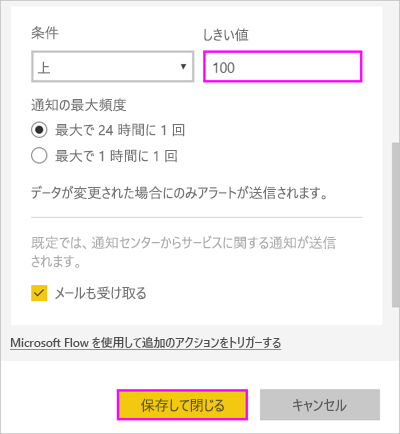 条件
しきい値
上
100
通知の最大頻度
最大で 24 時間に 1 回
最大で 1 時間に 1 回
データが変更された場合にのみアラートが送信されます。
既定では、通知センターからサービスに関する通知が送信
されます。
メールも受け取る
Microsoft Flow を使用して追加のアクションをトリガーする
保存して閉じる
キャンセル